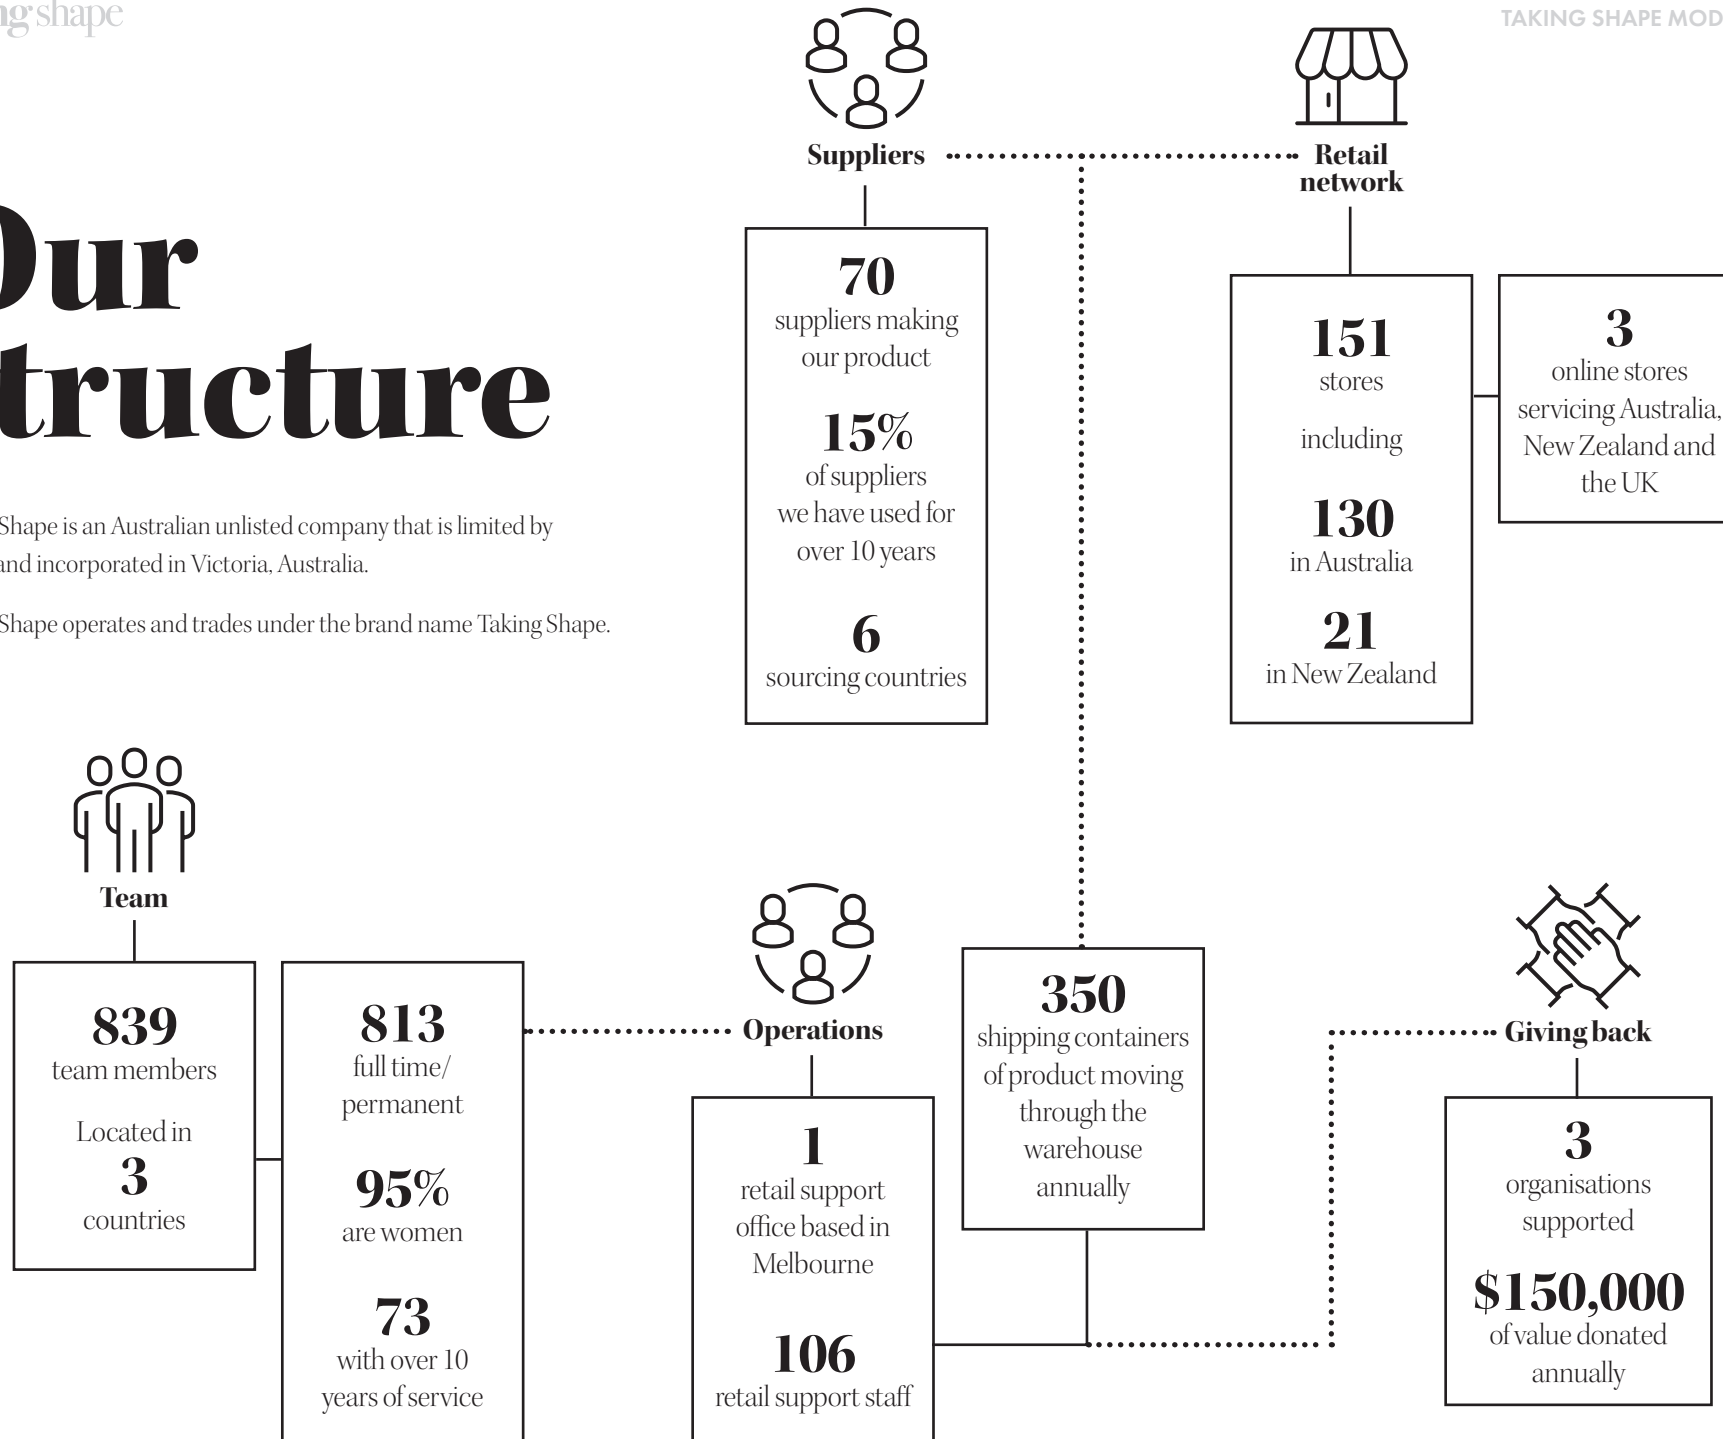 ng shape
TAKING SHAPE MOD
Our
tructure
Shape is an Australian unlisted company that is limited by
and incorporated in Victoria, Australia.
Shape operates and trades under the brand name Taking Shape.
Suppliers
70
suppliers making
our product
15%
of suppliers
we have used for
over 10 years
6
sourcing countries
Retail
network
151
stores
including
130
in Australia
21
in New Zealand
3
online stores
servicing Australia,
New Zealand and
the UK
Team
839
team members
Located in
3
countries
813
full time/
permanent
95%
are women
73
with over 10
years of service
Operations
1
retail support
office based in
Melbourne
106
retail support staff
350
shipping containers
of product moving
through the
warehouse
annually
Giving back
3
organisations
supported
$150,000
of value donated
annually